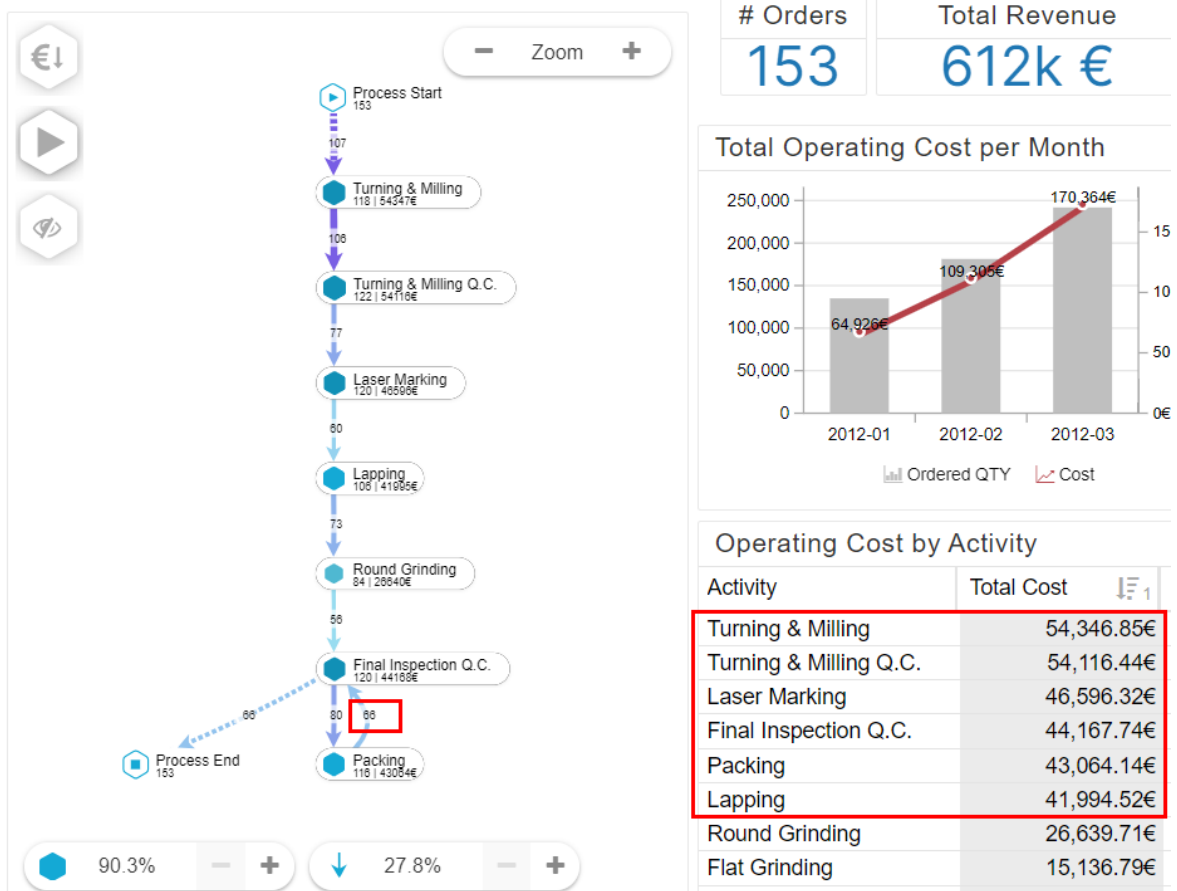 # Orders
153
Total Revenue
612k €
€↓
− Zoom +
Process Start
153
107
Turning & Milling
118 | 54347€
106
Turning & Milling Q.C.
122 | 54116€
77
Laser Marking
120 | 46596€
60
Lapping
106 | 41995€
73
Round Grinding
84 | 26640€
56
Final Inspection Q.C.
120 | 44168€
66
80
66
Process End
153
Packing
116 | 43064€
90.3% − +
27.8% − +
Total Operating Cost per Month
250,000
200,000
150,000
100,000
50,000
0
170,364€
109,305€
64,926€
15
10
50
0€
2012-01 2012-02 2012-03
Ordered QTY Cost
Operating Cost by Activity
Activity Total Cost 1
Turning & Milling 54,346.85€
Turning & Milling Q.C. 54,116.44€
Laser Marking 46,596.32€
Final Inspection Q.C. 44,167.74€
Packing 43,064.14€
Lapping 41,994.52€
Round Grinding 26,639.71€
Flat Grinding 15,136.79€